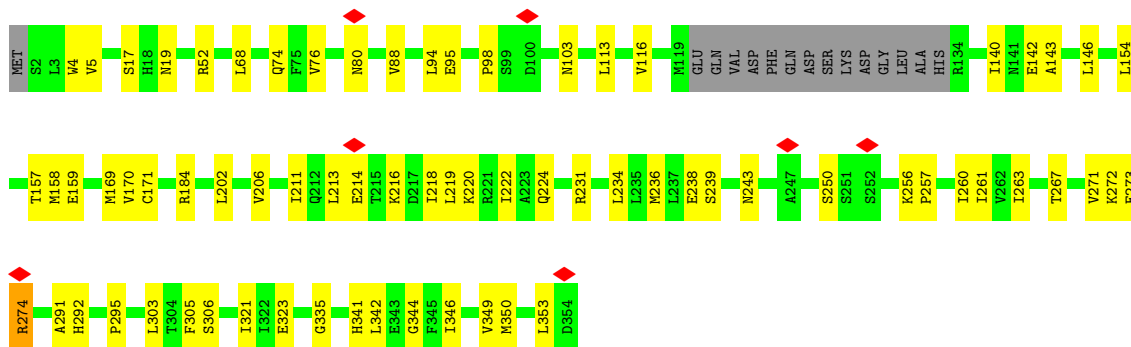 MET S2 L3 W4 V5 S17 H18 N19 R52 L68 Q74 F75 V76 N80 V88 L94 E95 P98 S99 D100 N103 L113 V116 M119 GLU GLN VAL ASP PHE GLN ASP SER LYS ASP GLY LEU ALA HIS R134 I140 N141 E142 A143 L146 L154
T157 M158 E159 M169 V170 C171 R184 L202 V206 I211 Q212 L213 E214 T215 K216 D217 I218 L219 K220 R221 I222 A223 Q224 R231 L234 L235 M236 L237 E238 S239 N243 A247 S250 S251 S252 K256 P257 I260 I261 V262 I263 T267 V271 K272
R274 A291 H292 P295 L303 T304 F305 S306 I321 I322 E323 G335 H341 L342 E343 G344 F345 I346 V349 M350 L353 D354